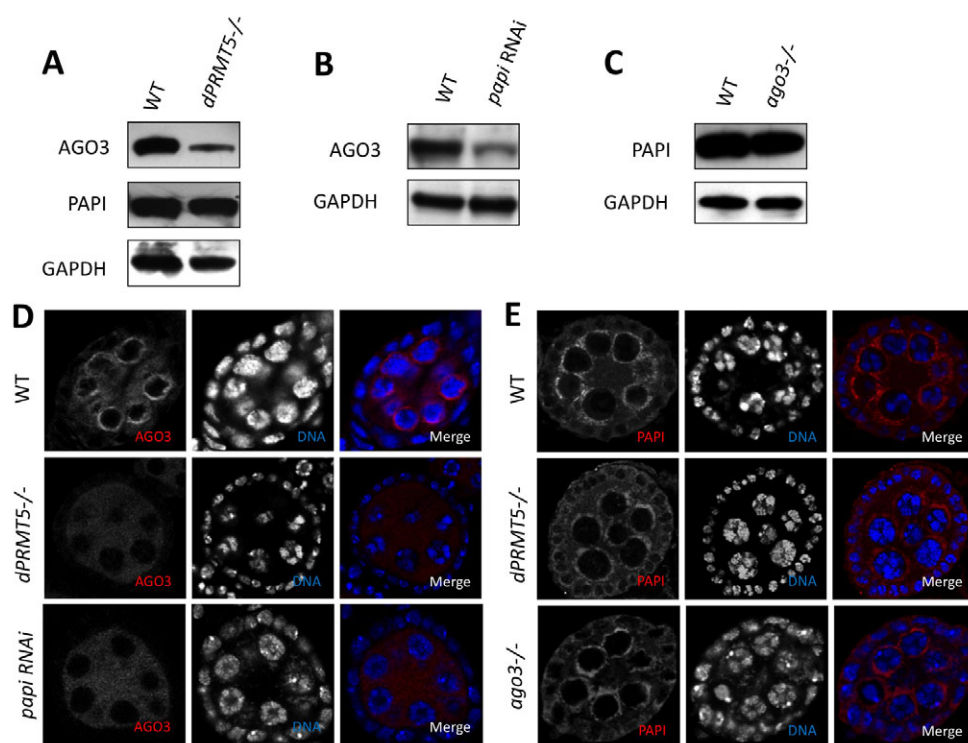 A
WT
dPRMT5-/-
AGO3
PAPI
GAPDH
B
WT
papi RNAi
AGO3
GAPDH
C
WT
ago3-/-
PAPI
GAPDH
D
WT
AGO3
DNA
Merge
dPRMT5-/-
AGO3
DNA
Merge
papi RNAi
AGO3
DNA
Merge
E
WT
PAPI
DNA
Merge
dPRMT5-/-
PAPI
DNA
Merge
ago3-/-
PAPI
DNA
Merge